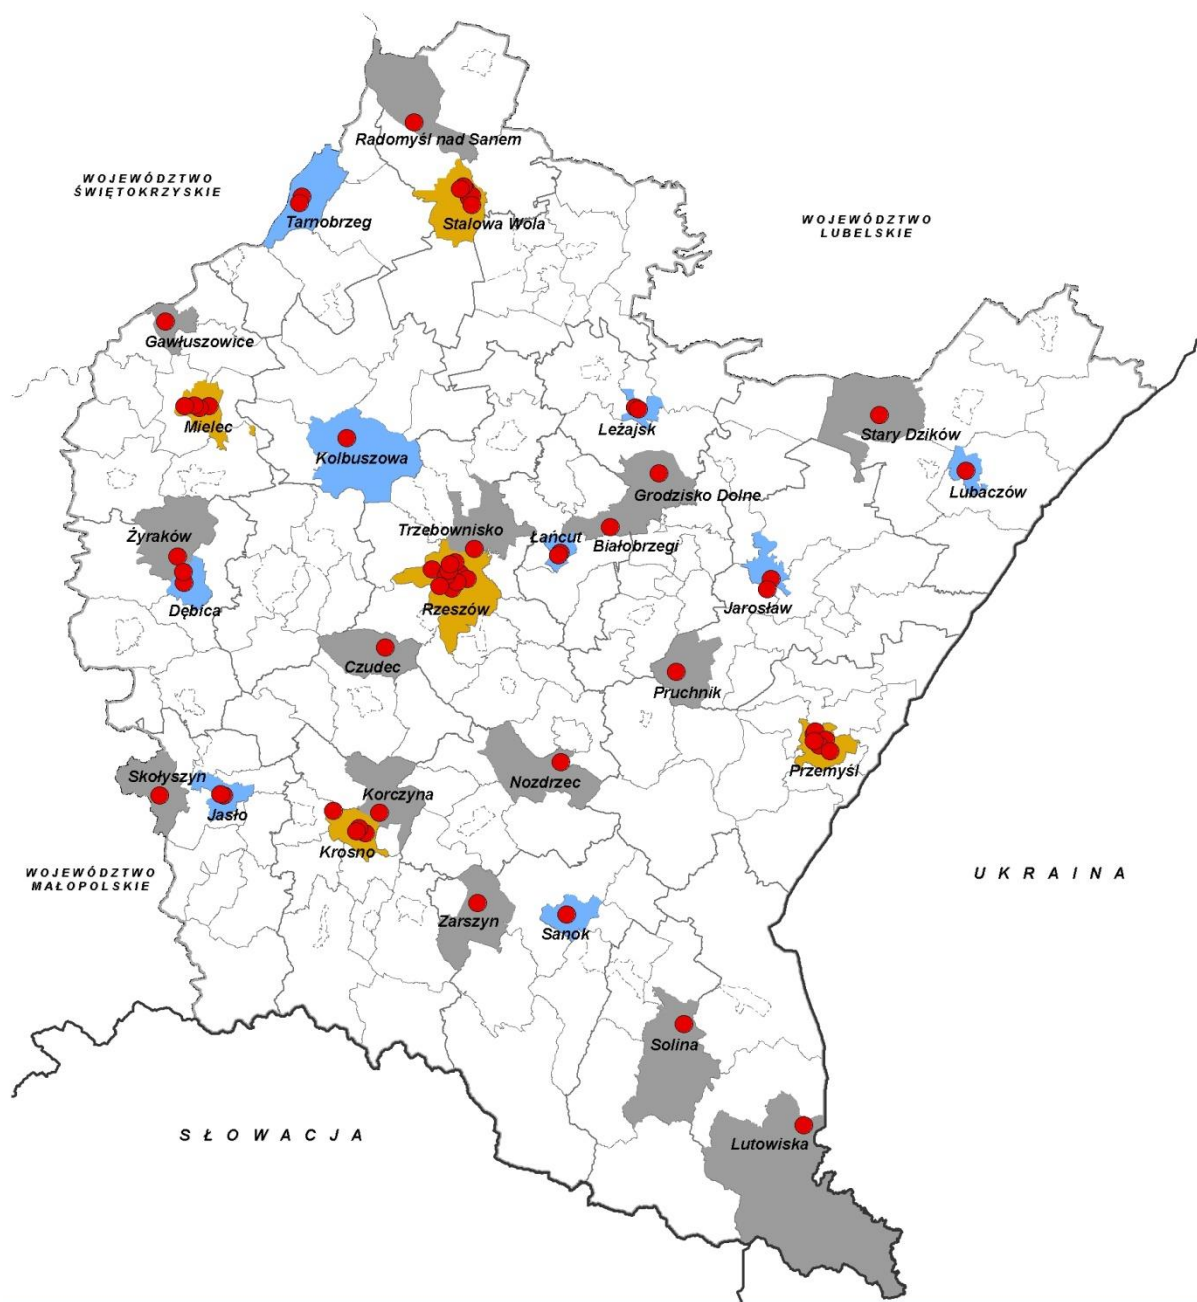 Radomyśl nad Sanem
WOJEWÓDZTWO
ŚWIĘTOKRZYSKIE
Tarnobrzeg
Stalowa Wola
WOJEWÓDZTWO
LUBELSKIE
Gawłuszowice
Mielec
Kolbuszowa
Leżajsk
Stary Dzików
Lubaczów
Grodzisko Dolne
Trzebownisko
Łańcut
Białobrzegi
Żyraków
Dębica
Rzeszów
Jarosław
Czudec
Pruchnik
Przemyśl
Nozdrzec
Skołyszyn
Jasło
Korczyna
Krosno
WOJEWÓDZTWO
MAŁOPOLSKIE
UKRAINA
Zarszyn
Sanok
Solina
SŁOWACJA
Lutowiska